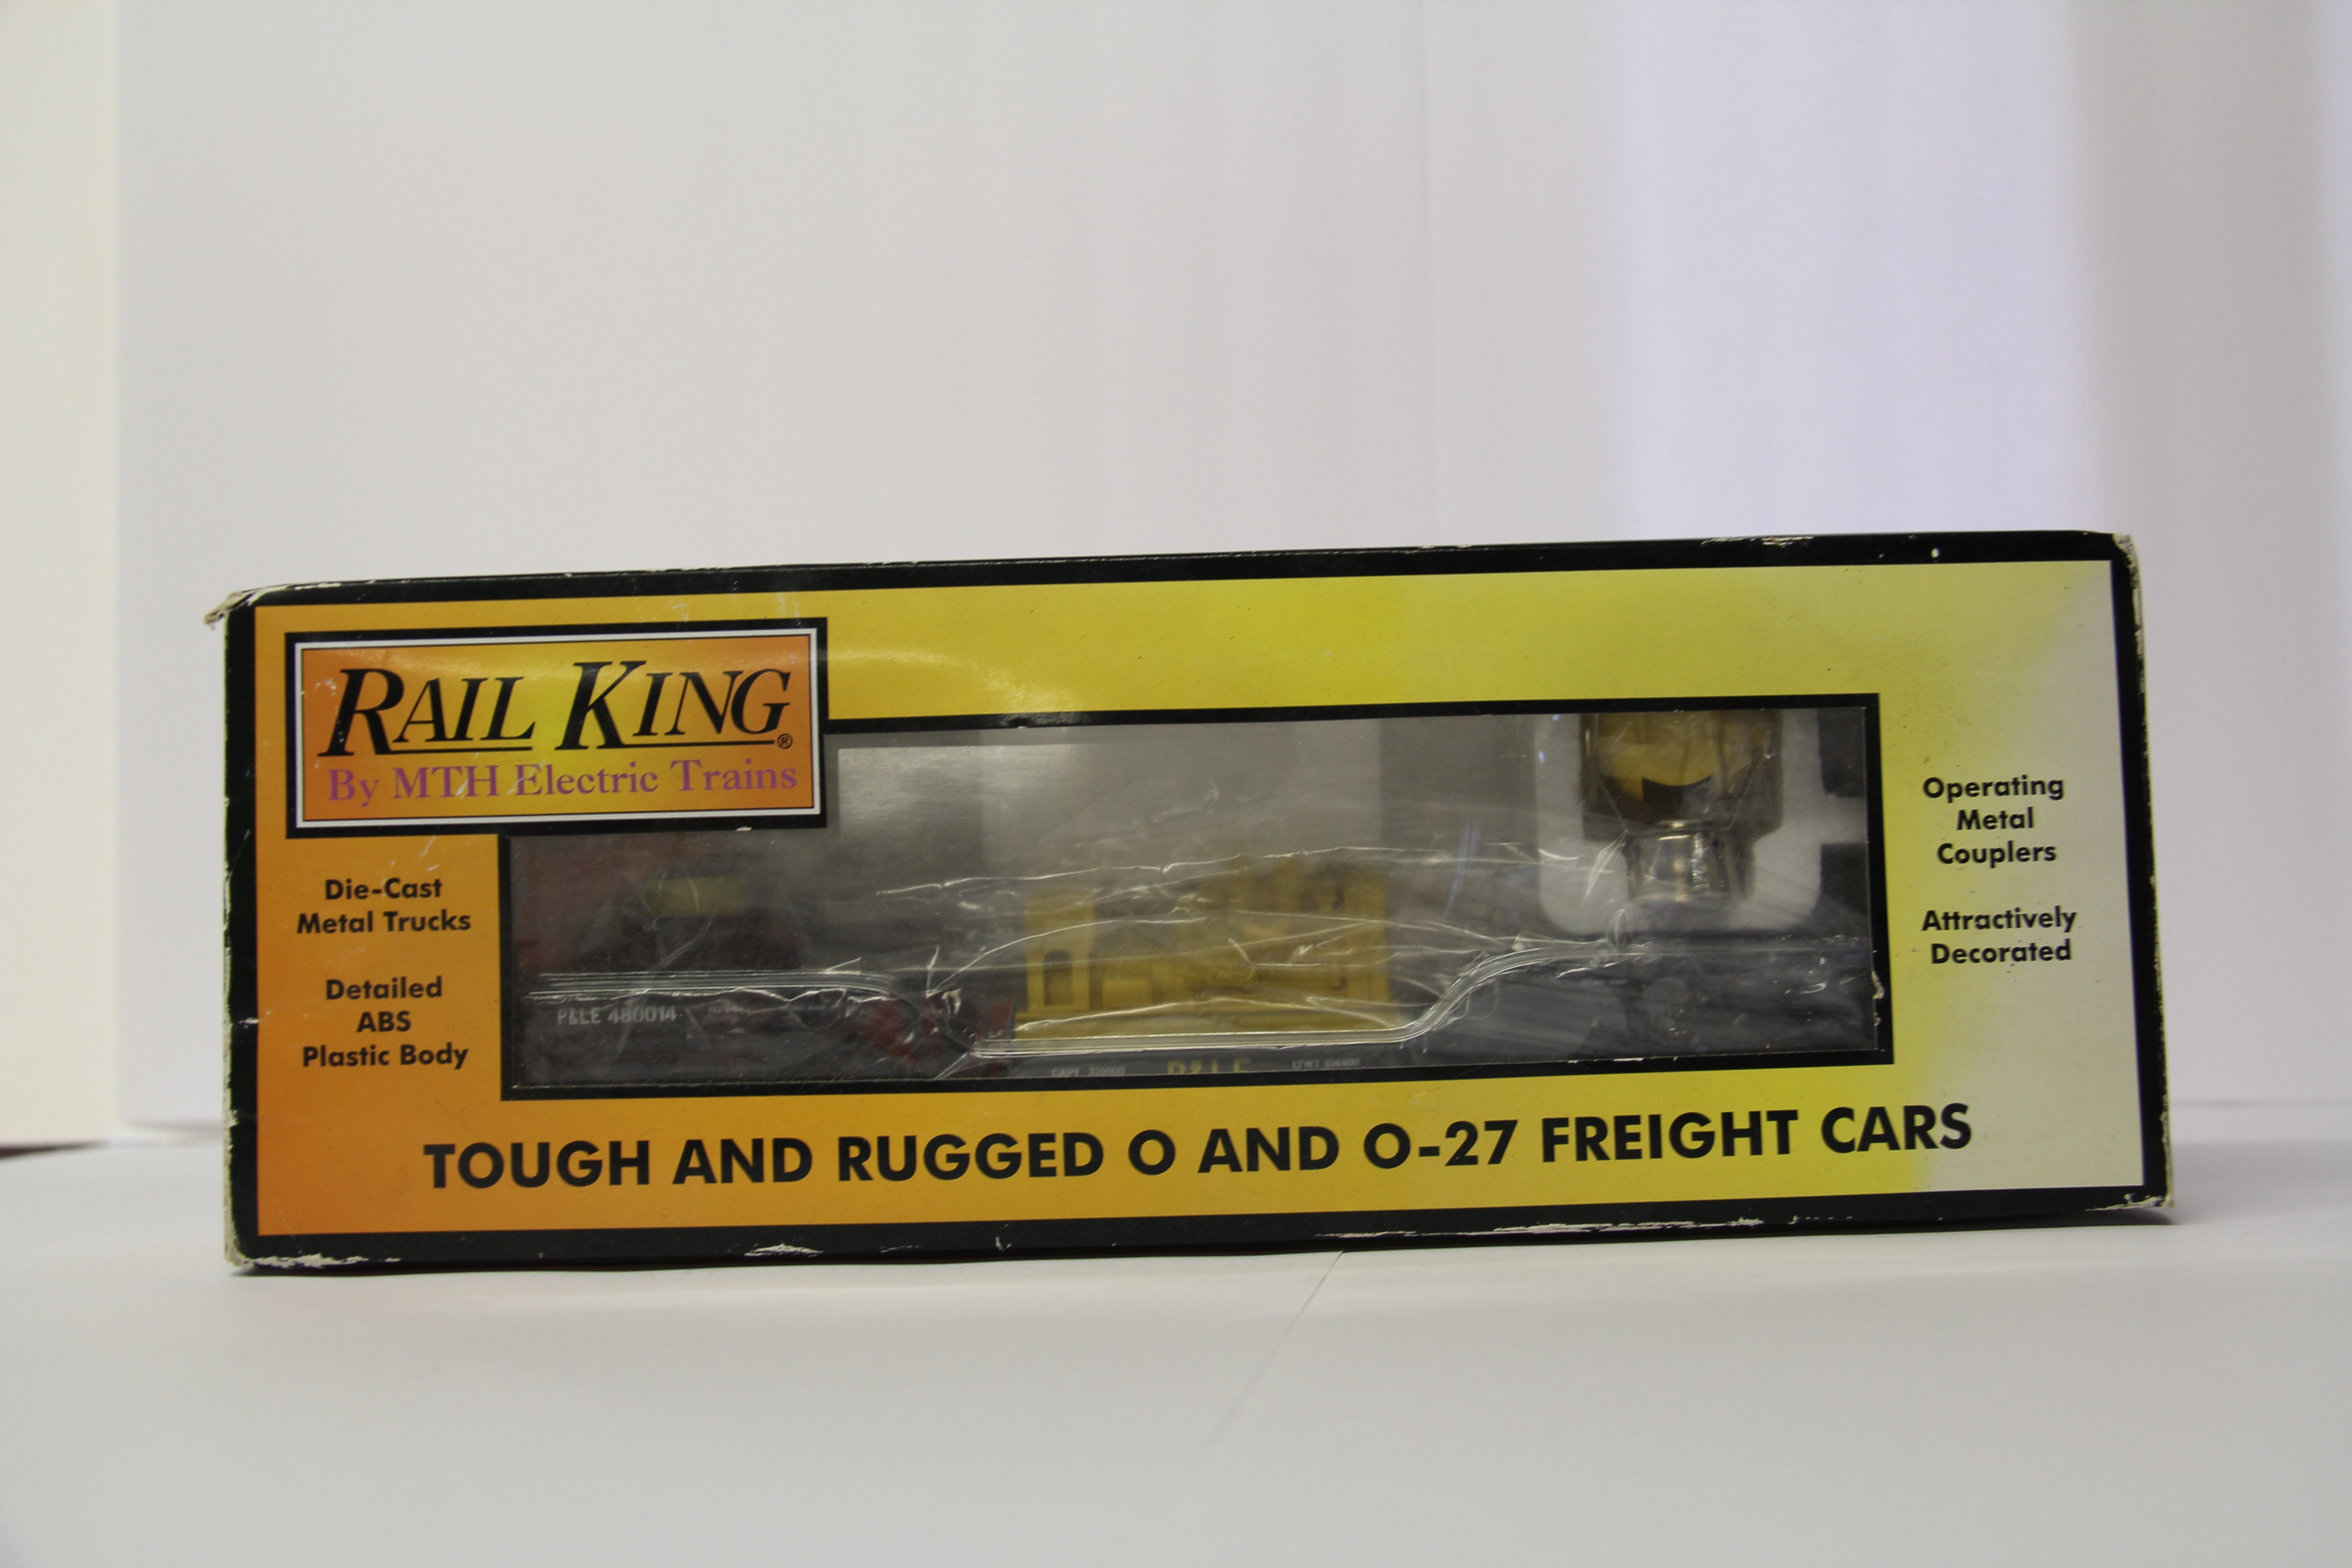 RAIL KING®
By MTH Electric Trains
Die-Cast
Metal Trucks
Detailed
ABS
Plastic Body
P&LE 480014
P&LE
Operating
Metal
Couplers
Attractively
Decorated
TOUGH AND RUGGED O AND O-27 FREIGHT CARS